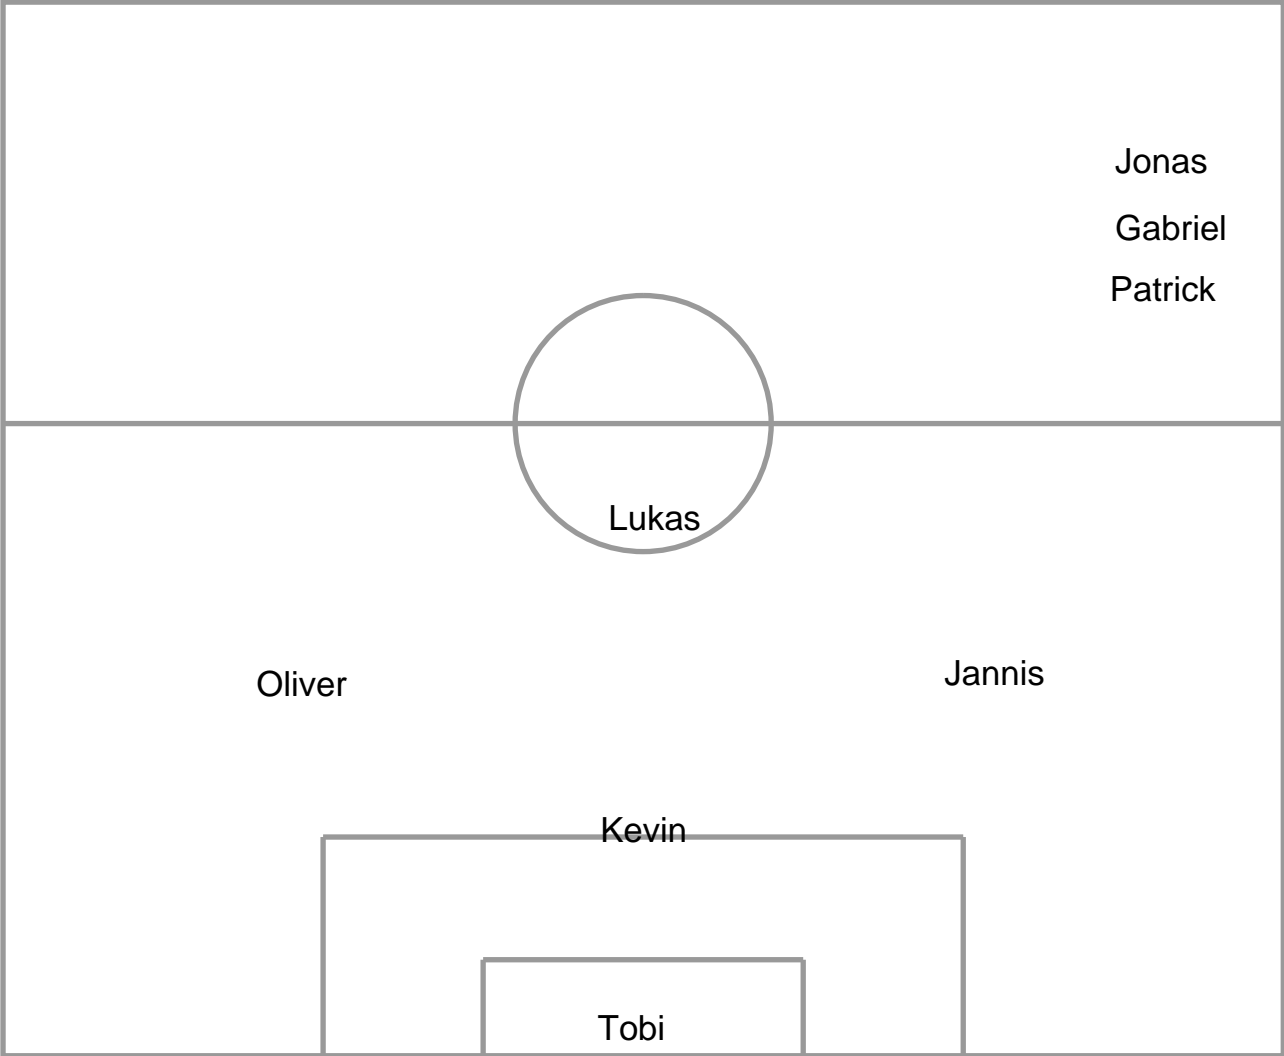 Jonas
Gabriel
Patrick
Lukas
Oliver
Jannis
Kevin
Tobi